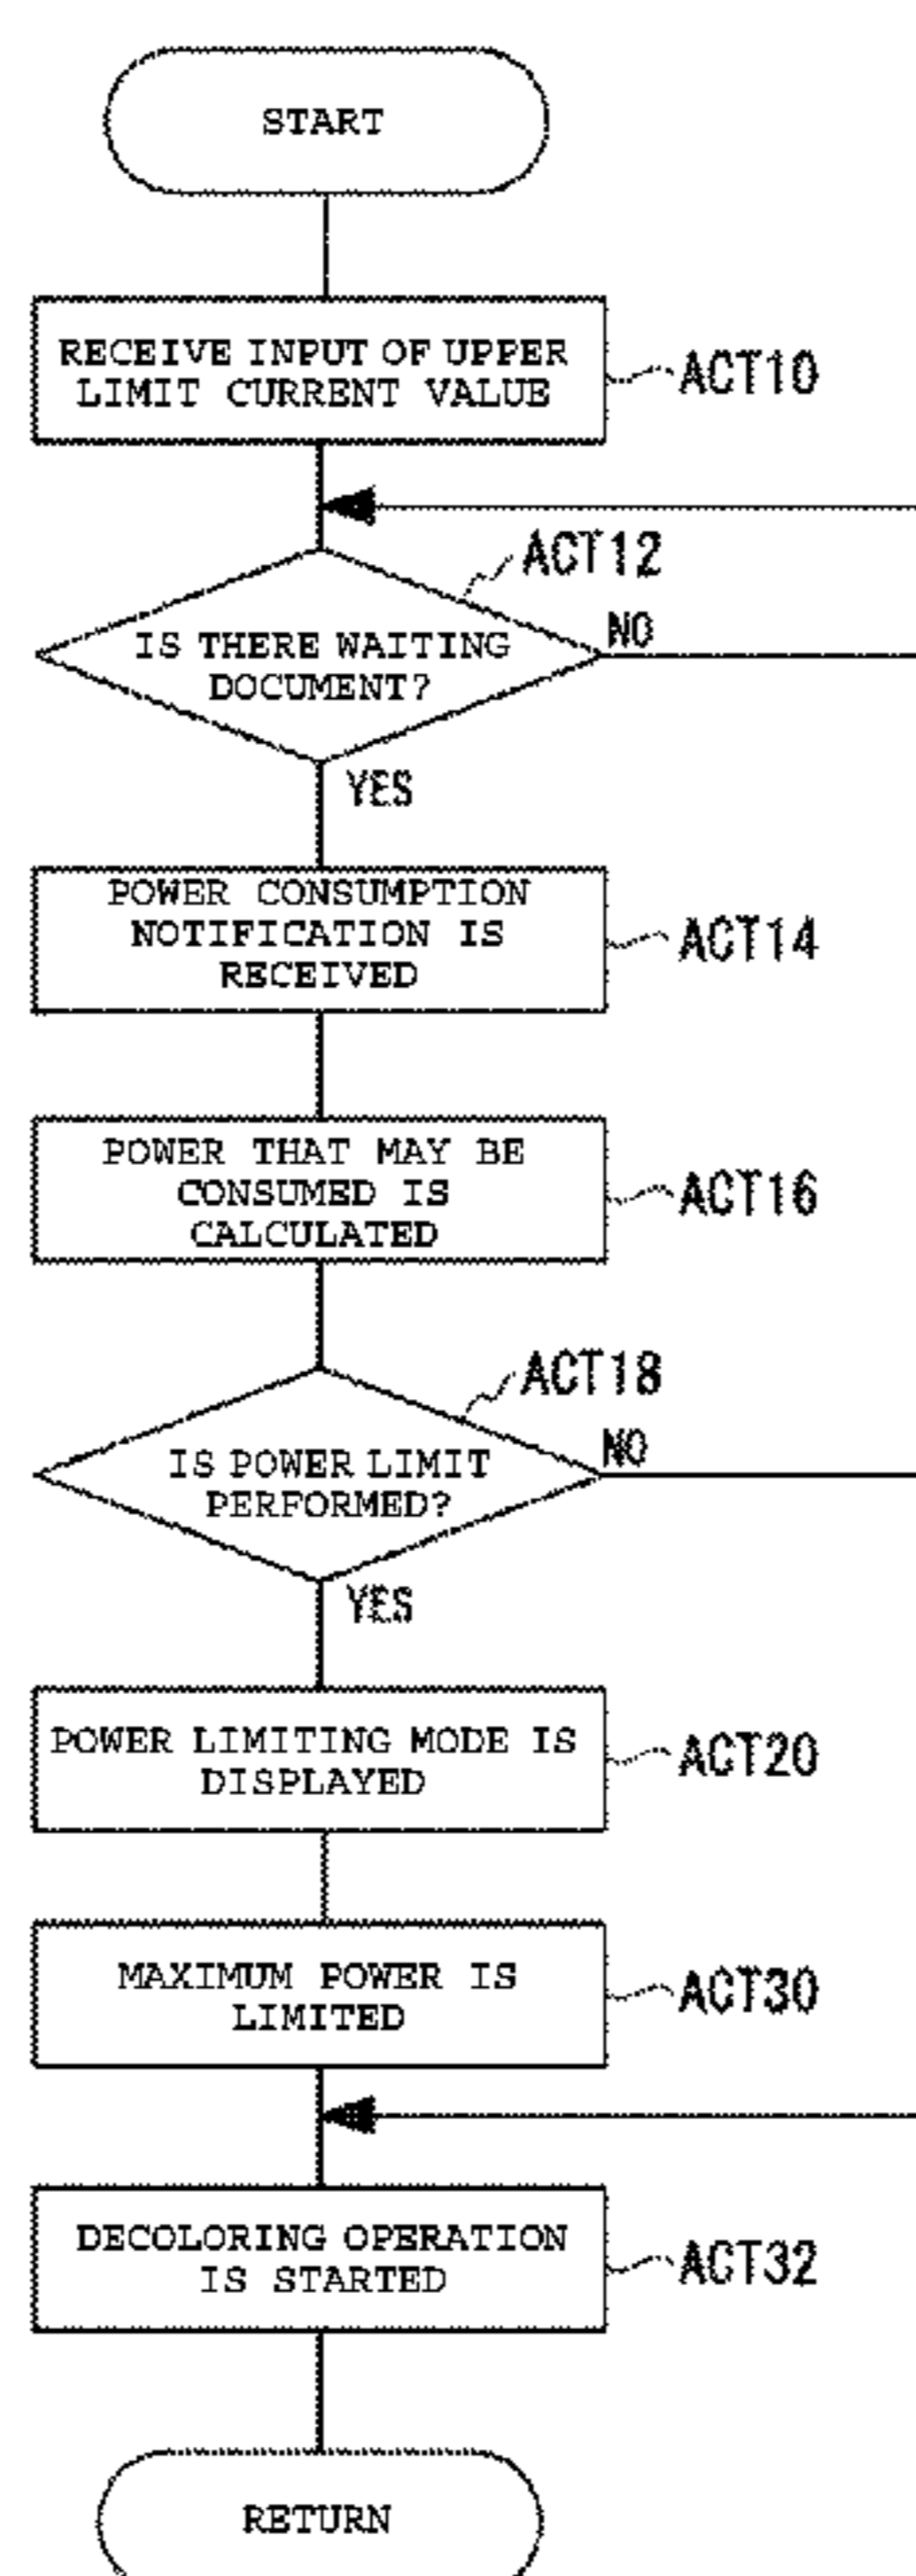 START
RECEIVE INPUT OF UPPER
LIMIT CURRENT VALUE
ACT10
ACT12
IS THERE WAITING
DOCUMENT?
NO
YES
POWER CONSUMPTION
NOTIFICATION IS
RECEIVED
ACT14
POWER THAT MAY BE
CONSUMED IS
CALCULATED
ACT16
ACT18
IS POWER LIMIT
PERFORMED?
NO
YES
POWER LIMITING MODE IS
DISPLAYED
ACT20
MAXIMUM POWER IS
LIMITED
ACT30
DECOLORING OPERATION
IS STARTED
ACT32
RETURN